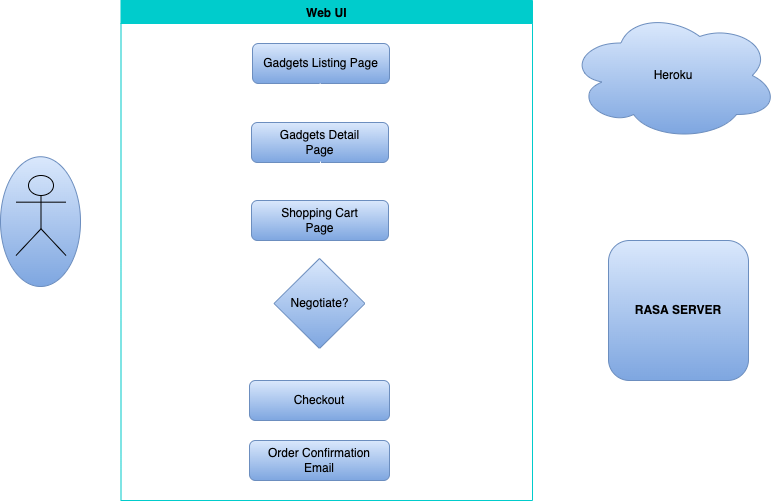 Web UI
Gadgets Listing Page
Gadgets Detail
Page
Shopping Cart
Page
Negotiate?
Checkout
Order Confirmation
Email
Heroku
RASA SERVER